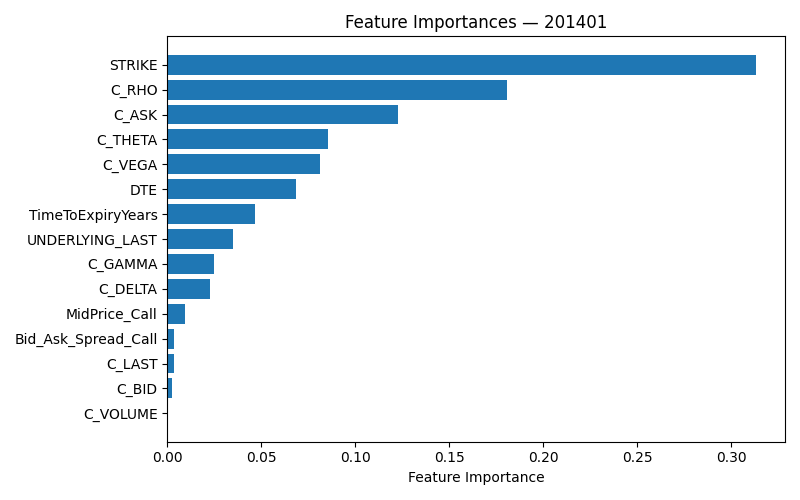 Feature Importances — 201401
STRIKE
C_RHO
C_ASK
C_THETA
C_VEGA
DTE
TimeToExpiryYears
UNDERLYING_LAST
C_GAMMA
C_DELTA
MidPrice_Call
Bid_Ask_Spread_Call
C_LAST
C_BID
C_VOLUME
0.00 0.05 0.10 0.15 0.20 0.25 0.30
Feature Importance